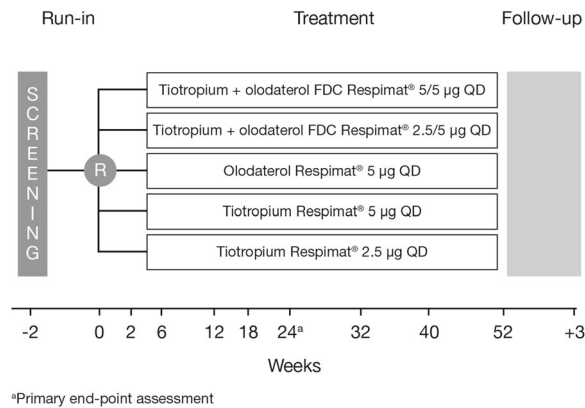 Run-in Treatment Follow-up
SCREENING
R
Tiotropium + olodaterol FDC Respimat® 5/5 µg QD
Tiotropium + olodaterol FDC Respimat® 2.5/5 µg QD
Olodaterol Respimat® 5 µg QD
Tiotropium Respimat® 5 µg QD
Tiotropium Respimat® 2.5 µg QD
-2 0 2 6 12 18 24ª 32 40 52 +3
Weeks
ªPrimary end-point assessment